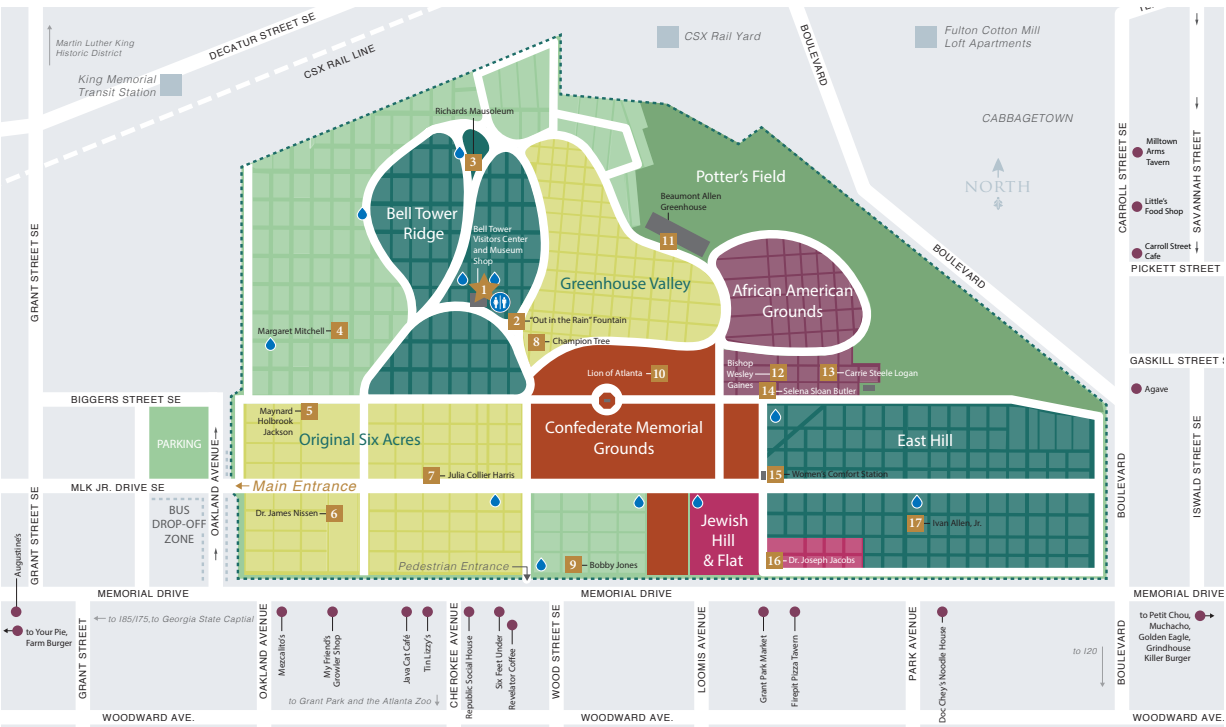 Martin Luther King
Historic District
DECATUR STREET SE
CSX RAIL LINE
King Memorial
Transit Station
CSX Rail Yard
Fulton Cotton Mill
Loft Apartments
BOULEVARD
CABBAGETOWN
NORTH
CARROLL STREET SE
SAVANNAH STREET
Milltown
Arms
Tavern
Little's
Food Shop
Carroll Street
Cafe
PICKETT STREET
GRANT STREET SE
Richards Mausoleum
3
Bell Tower
Ridge
Bell Tower
Visitors Center
and Museum
Shop
1
Potter's Field
Beaumont Allen
Greenhouse
11
BOULEVARD
Greenhouse Valley
African American
Grounds
2
"Out in the Rain" Fountain
8
Champion Tree
Margaret Mitchell
4
Lion of Atlanta
10
Bishop
Wesley
Gaines
12
13
Carrie Steele Logan
14
Selena Sloan Butler
GASKILL STREET S
Agave
BIGGERS STREET SE
PARKING
OAKLAND AVENUE
Maynard
Holbrook
Jackson
5
Original Six Acres
Confederate Memorial
Grounds
East Hill
7
Julia Collier Harris
15
Women's Comfort Station
MLK JR. DRIVE SE
Main Entrance
BUS
DROP-OFF
ZONE
Dr. James Nissen
6
Jewish
Hill
& Flat
17
Ivan Allen, Jr.
16
Dr. Joseph Jacobs
9
Bobby Jones
Pedestrian Entrance
BOULEVARD
ISWALD STREET SE
GRANT STREET SE
Augustine's
MEMORIAL DRIVE
MEMORIAL DRIVE
MEMORIAL DRIVE
to Your Pie,
Farm Burger
GRANT STREET
to I85/I75, to Georgia State Capital
OAKLAND AVENUE
Mezcalito's
My Friend's
Growler Shop
Java Cat Café
Tin Lizzy's
CHEROKEE AVENUE
Republic Social House
Six Feet Under
Revelator Coffee
WOOD STREET SE
LOOMIS AVENUE
Grant Park Market
Firepit Pizza Tavern
PARK AVENUE
Doc Chey's Noodle House
to I20
BOULEVARD
to Petit Chou,
Muchacho,
Golden Eagle,
Grindhouse
Killer Burger
to Grant Park and the Atlanta Zoo
WOODWARD AVE.
WOODWARD AVE.
WOODWARD AV